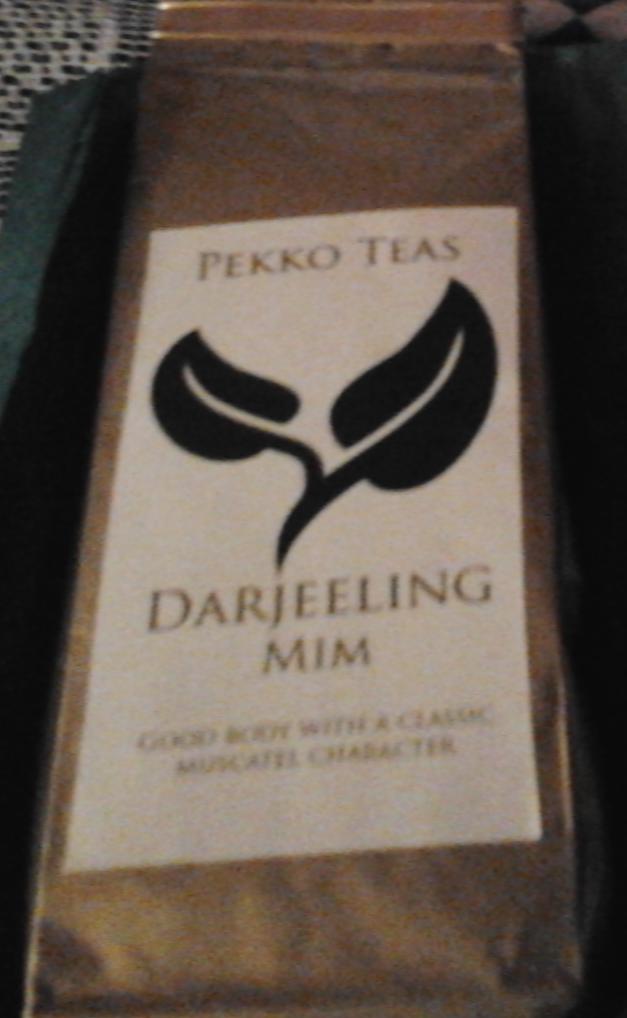 PEKKO TEAS
DARJEELING
MIM
GOOD BODY WITH A CLASSIC
MUSCATEL CHARACTER